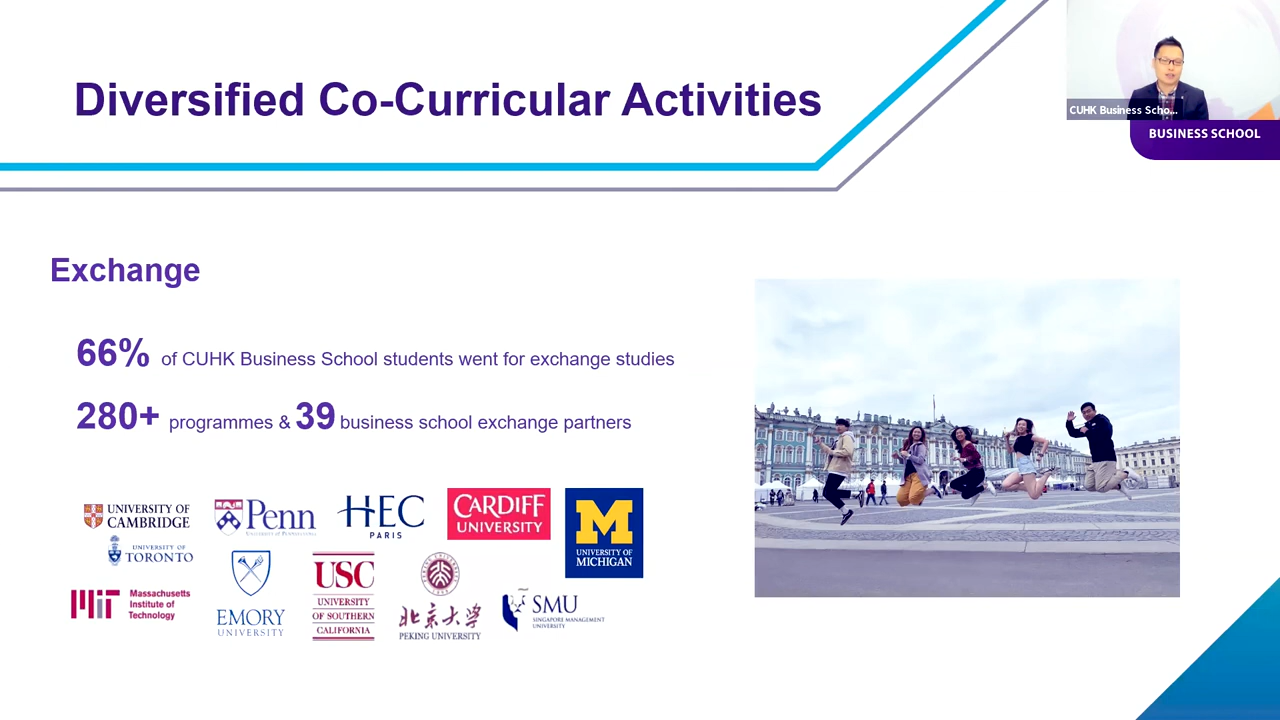 Diversified Co-Curricular Activities
CUHK Business Scho...
BUSINESS SCHOOL
Exchange
66% of CUHK Business School students went for exchange studies
280+ programmes & 39 business school exchange partners
UNIVERSITY OF
CAMBRIDGE
Penn
UNIVERSITY of PENNSYLVANIA
HEC
PARIS
CARDIFF
UNIVERSITY
M
UNIVERSITY OF
MICHIGAN
UNIVERSITY OF
TORONTO
MIT
Massachusetts
Institute of
Technology
EMORY
UNIVERSITY
USC
UNIVERSITY
OF SOUTHERN
CALIFORNIA
北京大学
PEKING UNIVERSITY
SMU
SINGAPORE MANAGEMENT
UNIVERSITY